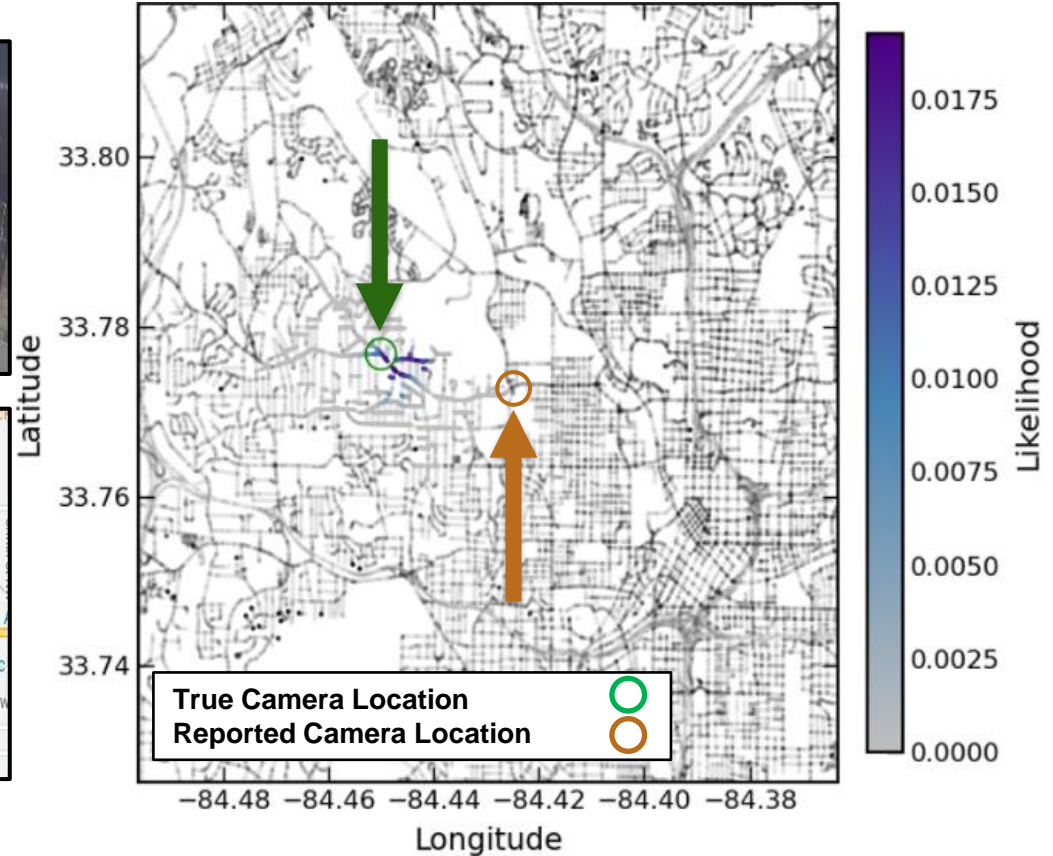 33.80
33.78
33.76
33.74
Latitude
True Camera Location
Reported Camera Location
−84.48 −84.46 −84.44 −84.42 −84.40 −84.38
Longitude
0.0175
0.0150
0.0125
0.0100
0.0075
0.0050
0.0025
0.0000
Likelihood